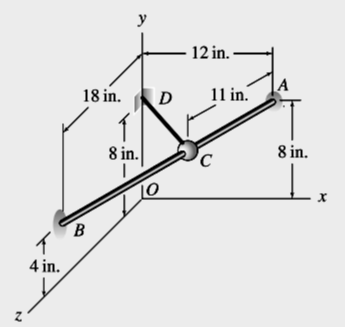 y
12 in.
A
18 in.
D
11 in.
8 in.
C
8 in.
O
x
B
4 in.
z